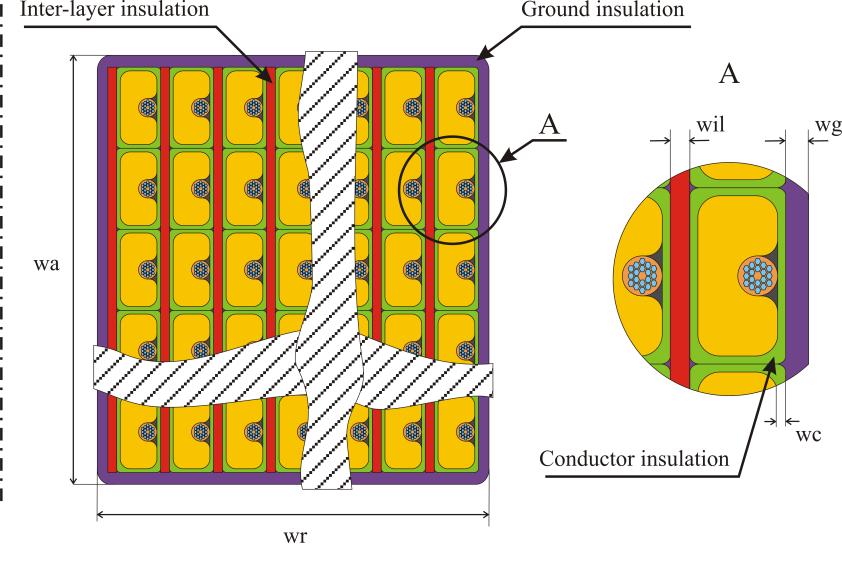 Inter-layer insulation
Ground insulation
A
wil
wg
A
wa
wc
Conductor insulation
wr